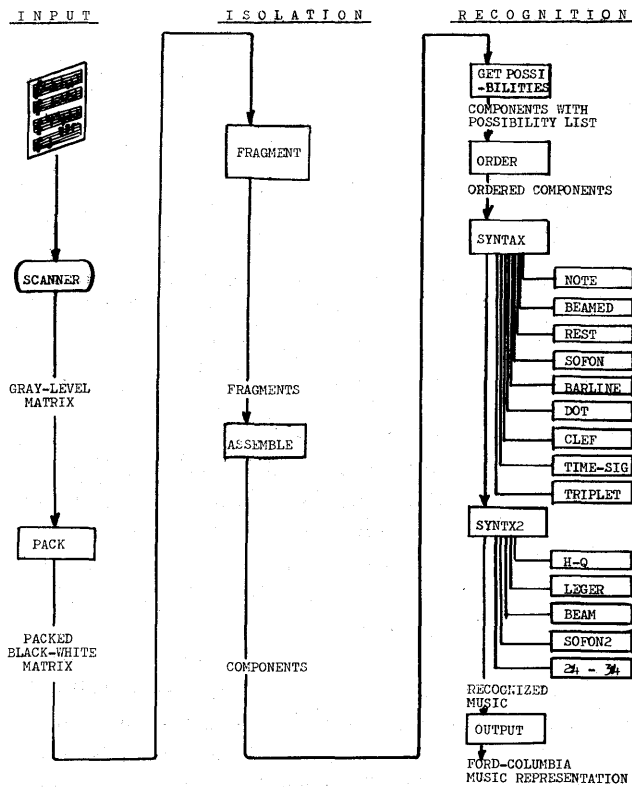 INPUT
ISOLATION
RECOGNITION
SCANNER
GRAY-LEVEL
MATRIX
PACK
PACKED
BLACK-WHITE
MATRIX
FRAGMENT
FRAGMENTS
ASSEMBLE
COMPONENTS
GET POSSI
-BILITIES
COMPONENTS WITH
POSSIBILITY LIST
ORDER
ORDERED COMPONENTS
SYNTAX
NOTE
BEAMED
REST
SOFON
BARLINE
DOT
CLEF
TIME-SIG
TRIPLET
SYNTX2
H-Q
LEGER
BEAM
SOFON2
24 - 34
RECOGNIZED
MUSIC
OUTPUT
FORD-COLUMBIA
MUSIC REPRESENTATION